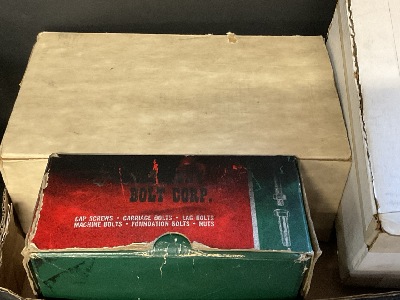 BOLT CORP.
CAP SCREWS • CARRIAGE BOLTS • LAG BOLTS
MACHINE BOLTS • FOUNDATION BOLTS • NUTS